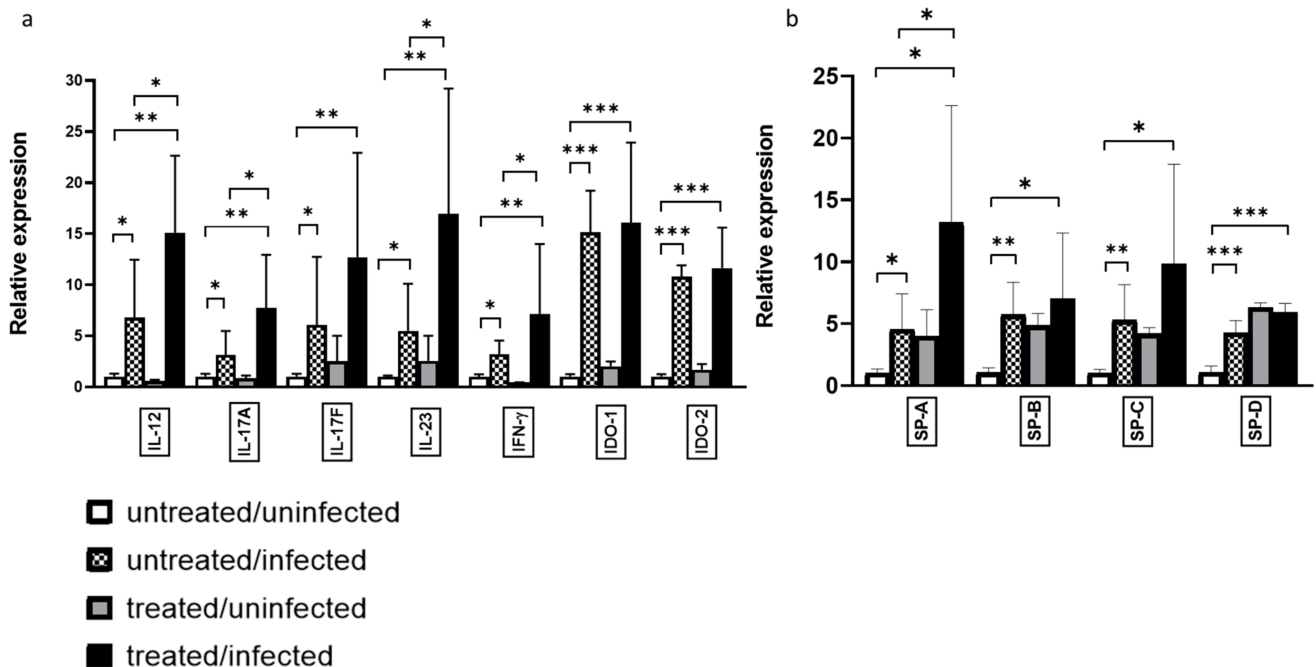 a
Relative expression
30
25
20
15
10
5
0
* ** * ** *
* ** * ** * *** *** ***
* * * * * *** ***
IL-12 IL-17A IL-17F IL-23 IFN-γ IDO-1 IDO-2
b
Relative expression
25
20
15
10
5
0
*
*
* ** * ** * *** ***
SP-A SP-B SP-C SP-D
untreated/uninfected
untreated/infected
treated/uninfected
treated/infected